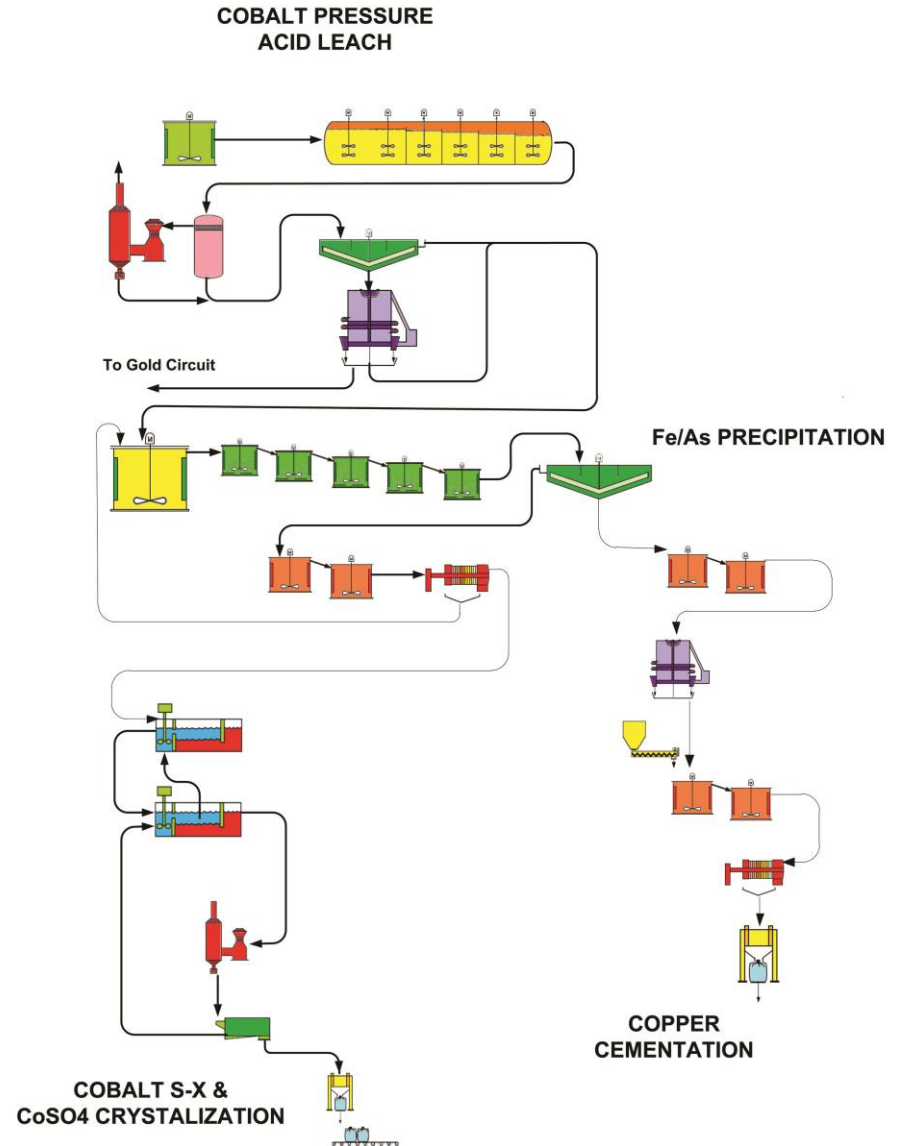 COBALT PRESSURE
ACID LEACH
To Gold Circuit
Fe/As PRECIPITATION
M
COPPER
CEMENTATION
COBALT S-X &
CoSO4 CRYSTALIZATION